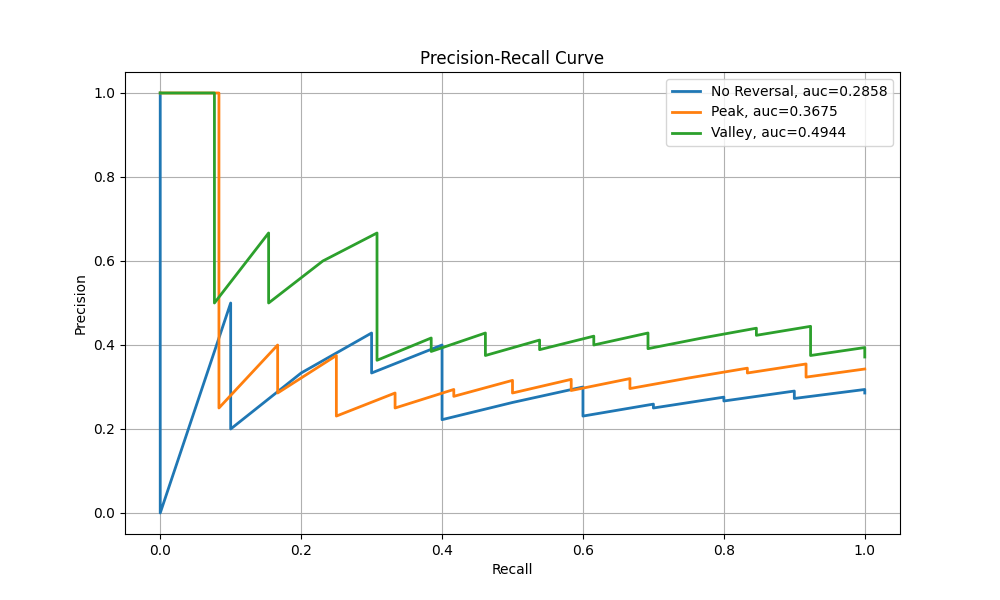 Precision-Recall Curve
No Reversal, auc=0.2858
Peak, auc=0.3675
Valley, auc=0.4944
Precision
1.0
0.8
0.6
0.4
0.2
0.0
0.0 0.2 0.4 0.6 0.8 1.0
Recall